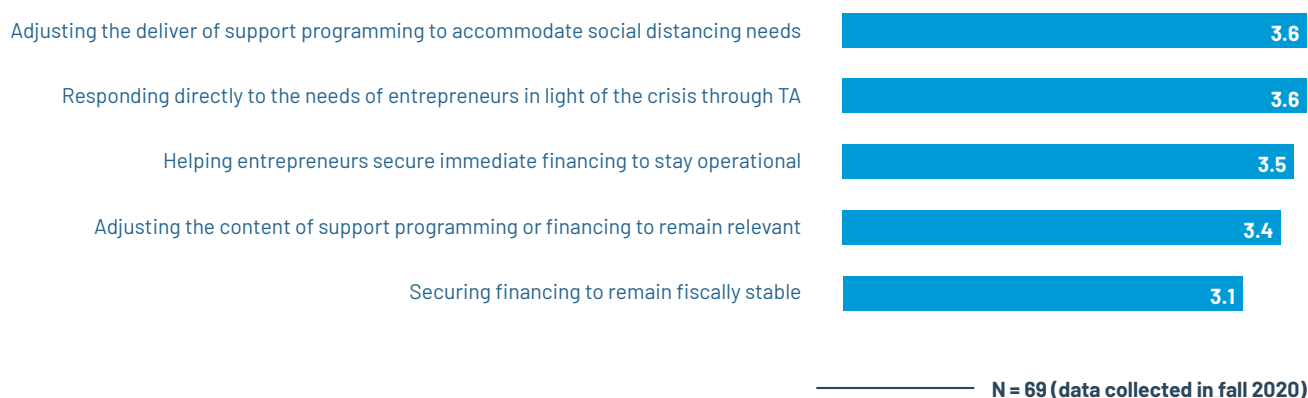 Adjusting the deliver of support programming to accommodate social distancing needs 3.6
Responding directly to the needs of entrepreneurs in light of the crisis through TA 3.6
Helping entrepreneurs secure immediate financing to stay operational 3.5
Adjusting the content of support programming or financing to remain relevant 3.4
Securing financing to remain fiscally stable 3.1
N = 69 (data collected in fall 2020)